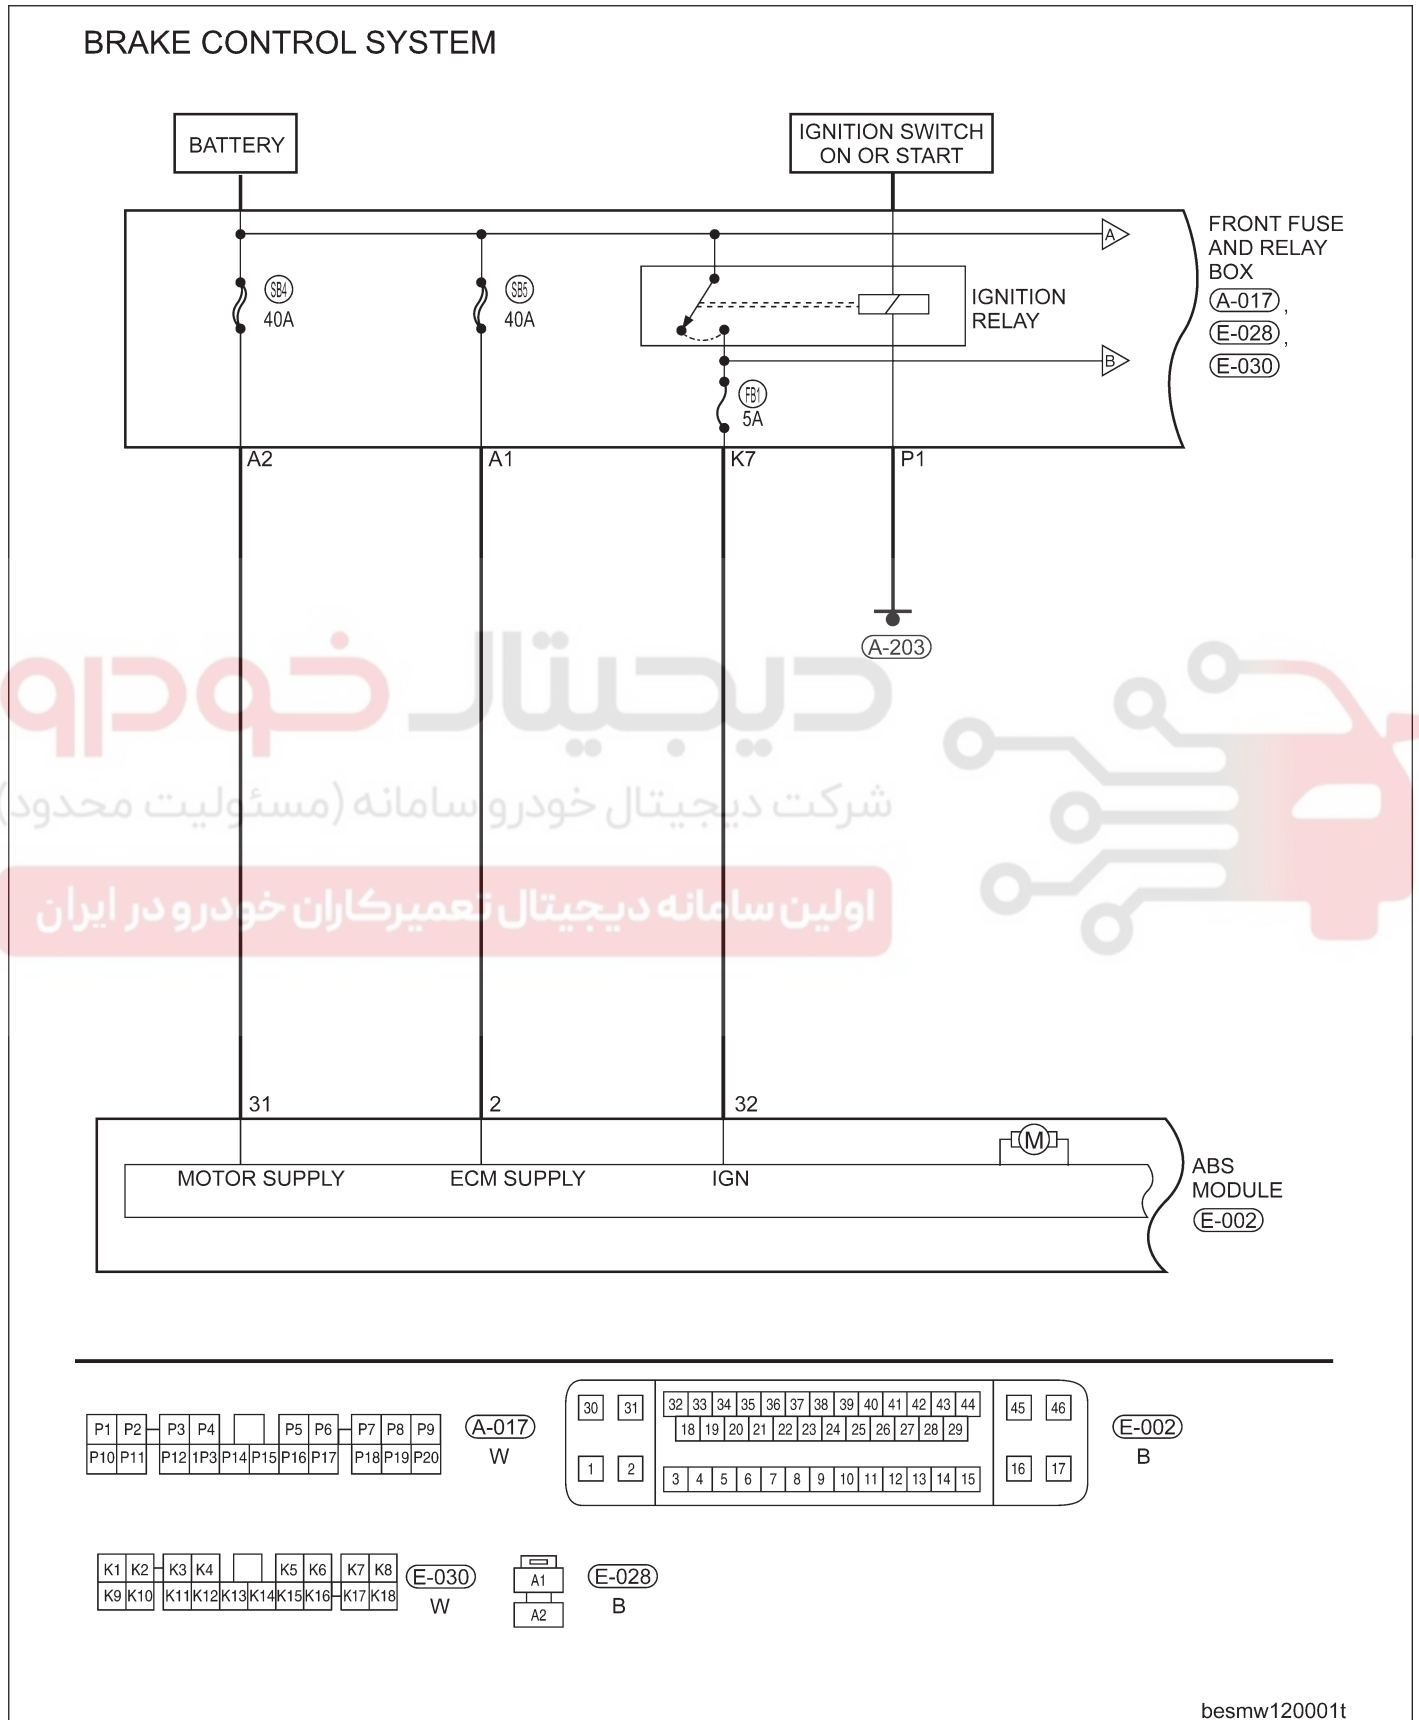 BRAKE CONTROL SYSTEM
BATTERY
IGNITION SWITCH
ON OR START
FRONT FUSE
AND RELAY
BOX
A-017 ,
E-028 ,
E-030
A
SB4
40A
SB5
40A
IGNITION
RELAY
B
FB1
5A
A2
A1
K7
P1
A-203
دیجیتال خودرو
شرکت دیجیتال خودرو سامانه (مسئولیت محدود)
اولین سامانه دیجیتال تعمیرکاران خودرو در ایران
31
2
32
M
MOTOR SUPPLY
ECM SUPPLY
IGN
ABS
MODULE
E-002
P1 P2 P3 P4 P5 P6 P7 P8 P9
P10 P11 P12 1P3 P14 P15 P16 P17 P18 P19 P20
A-017
W
30 31 32 33 34 35 36 37 38 39 40 41 42 43 44 45 46
18 19 20 21 22 23 24 25 26 27 28 29
1 2 3 4 5 6 7 8 9 10 11 12 13 14 15 16 17
E-002
B
K1 K2 K3 K4 K5 K6 K7 K8
K9 K10 K11 K12 K13 K14 K15 K16 K17 K18
E-030
W
A1
A2
E-028
B
besmw120001t